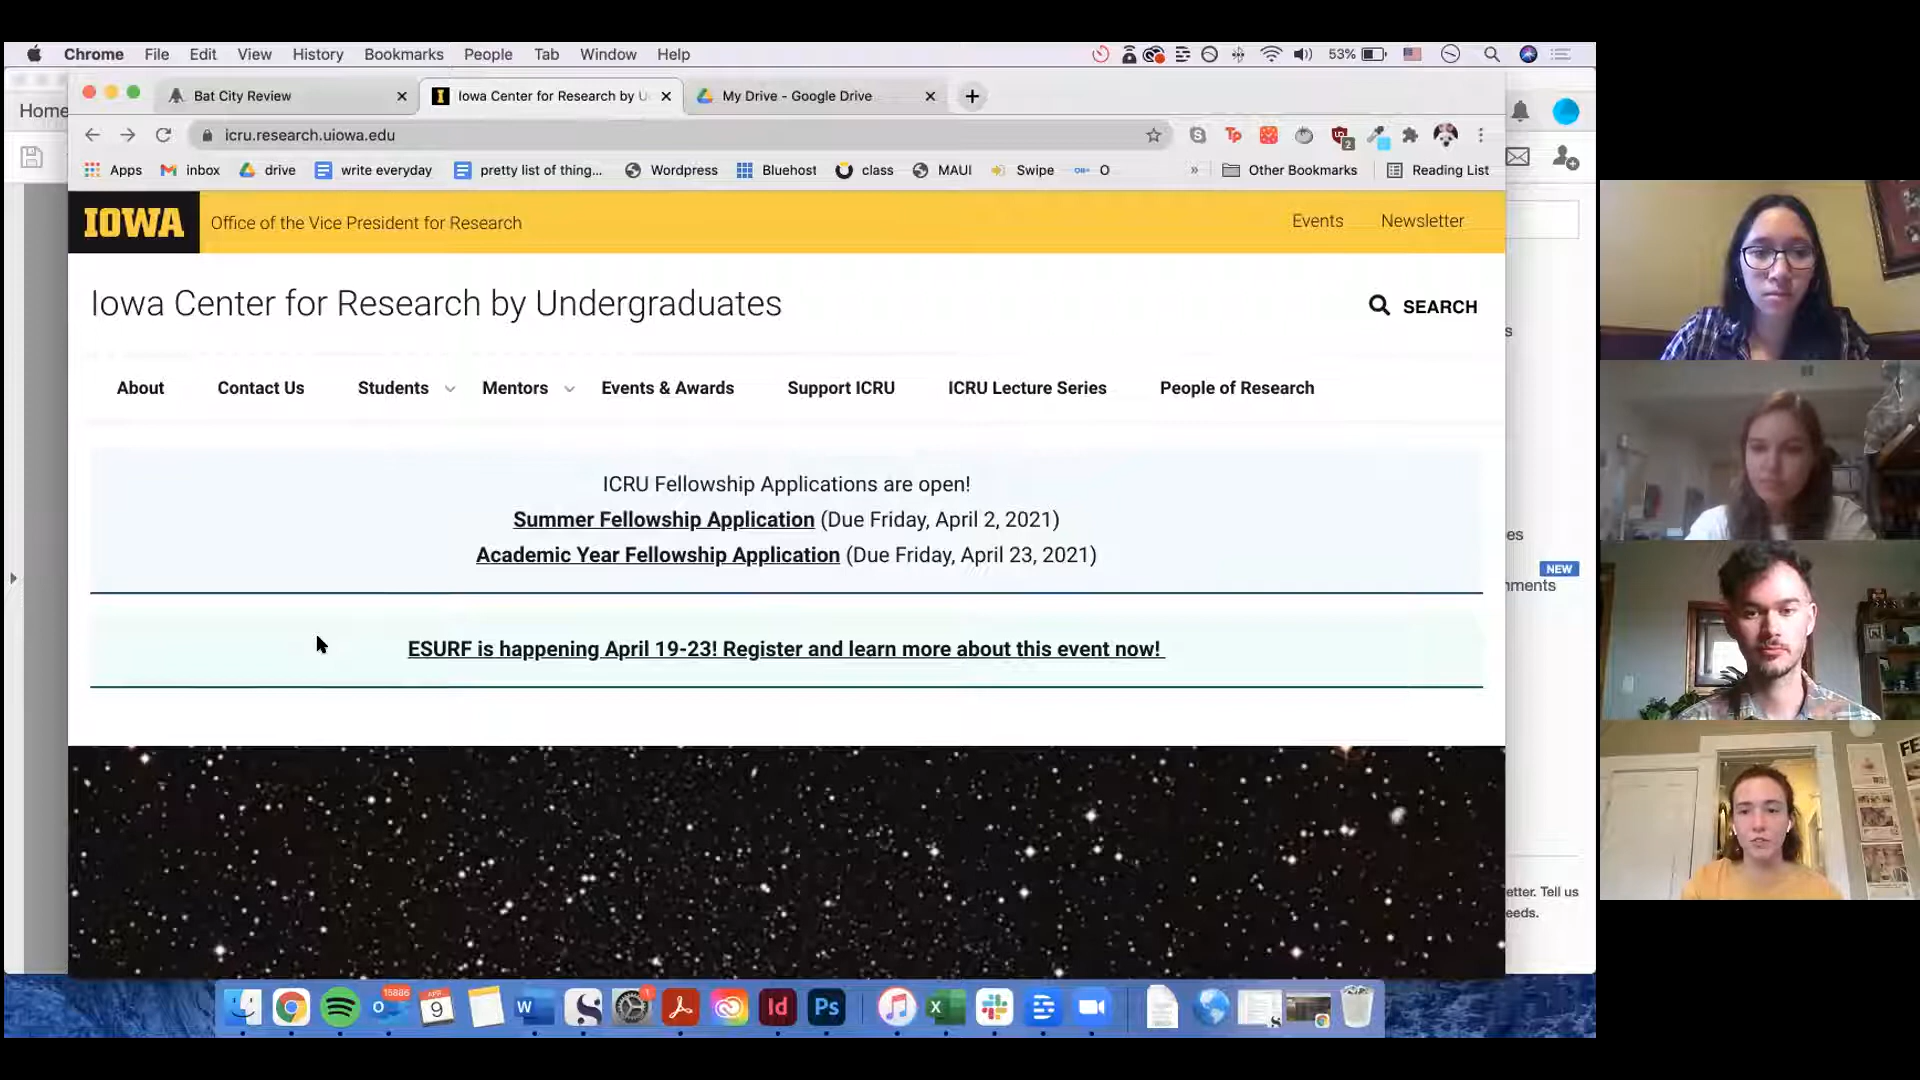 Chrome File Edit View History Bookmarks People Tab Window Help 53%
Bat City Review Iowa Center for Research by U My Drive - Google Drive
Home
icru.research.uiowa.edu
Apps inbox drive write everyday pretty list of thing... Wordpress Bluehost class MAUI Swipe O » Other Bookmarks Reading List
IOWA Office of the Vice President for Research Events Newsletter
Iowa Center for Research by Undergraduates SEARCH
About Contact Us Students Mentors Events & Awards Support ICRU ICRU Lecture Series People of Research
ICRU Fellowship Applications are open!
Summer Fellowship Application (Due Friday, April 2, 2021)
Academic Year Fellowship Application (Due Friday, April 23, 2021)
NEW
ESURF is happening April 19-23! Register and learn more about this event now!
etter. Tell us
eeds.
15886 APR 9 W 1 Id Ps X